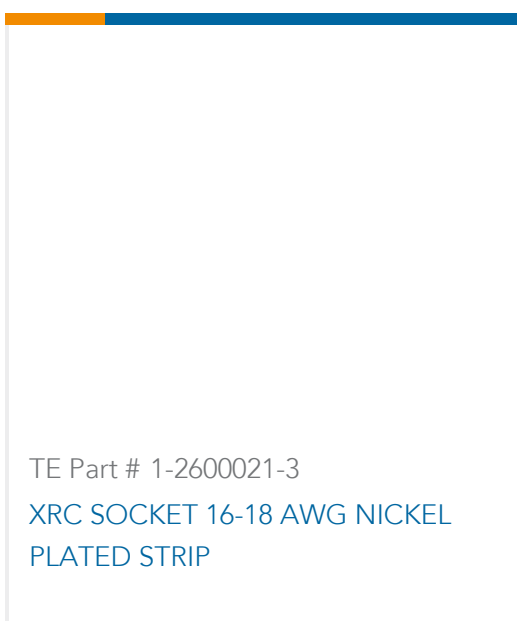 TE Part # 1-2600021-3
XRC SOCKET 16-18 AWG NICKEL
PLATED STRIP